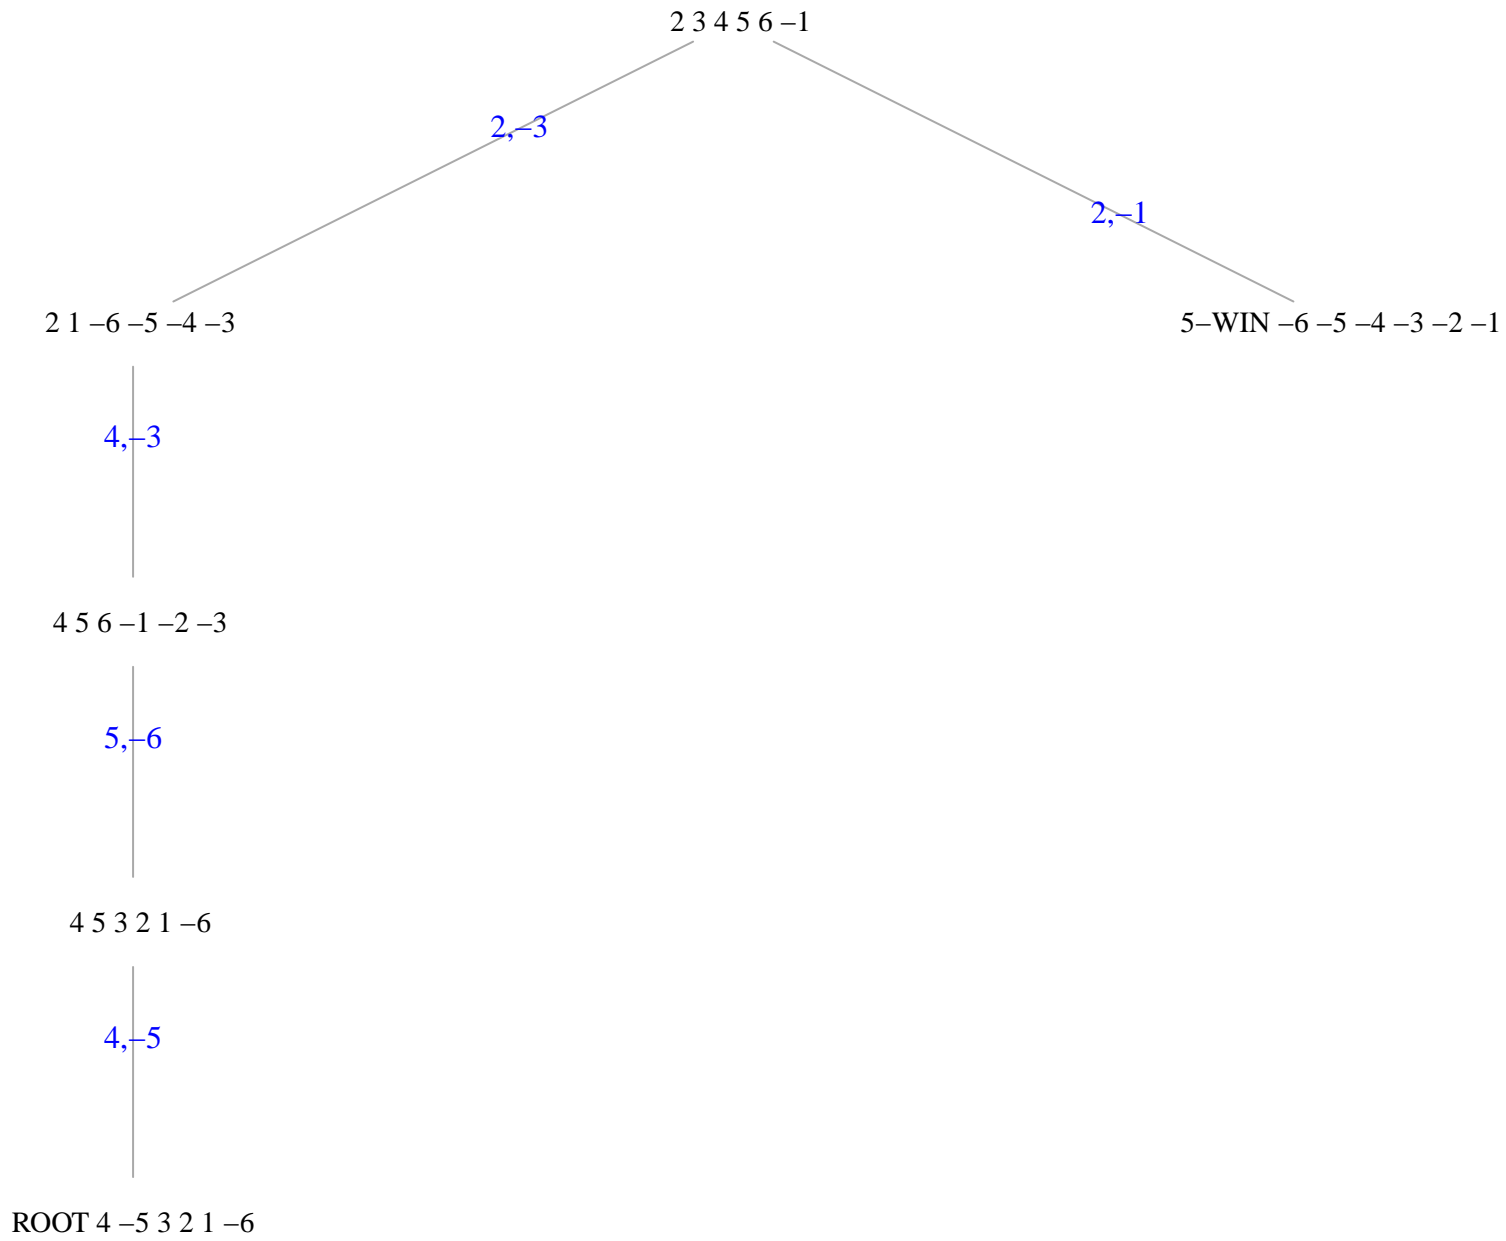 2 3 4 5 6 –1
2,–3
2,–1
2 1 –6 –5 –4 –3
5–WIN –6 –5 –4 –3 –2 –1
4,–3
4 5 6 –1 –2 –3
5,–6
4 5 3 2 1 –6
4,–5
ROOT 4 –5 3 2 1 –6